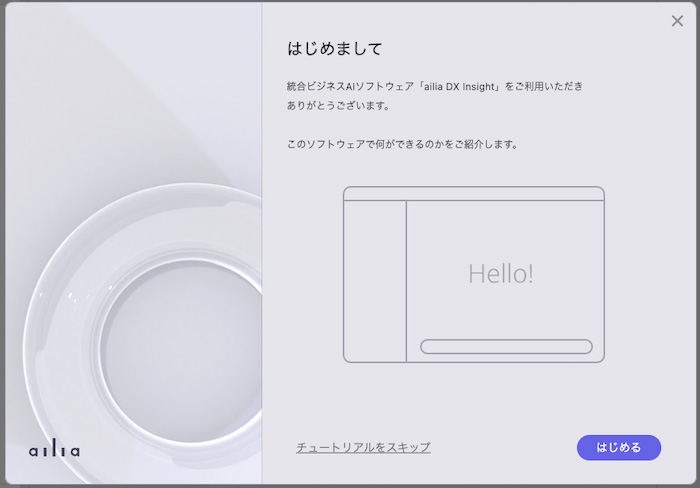 はじめまして
統合ビジネスAIソフトウェア「ailia DX Insight」をご利用いただき
ありがとうございます。
このソフトウェアで何ができるのかをご紹介します。
Hello!
ailia
チュートリアルをスキップ
はじめる